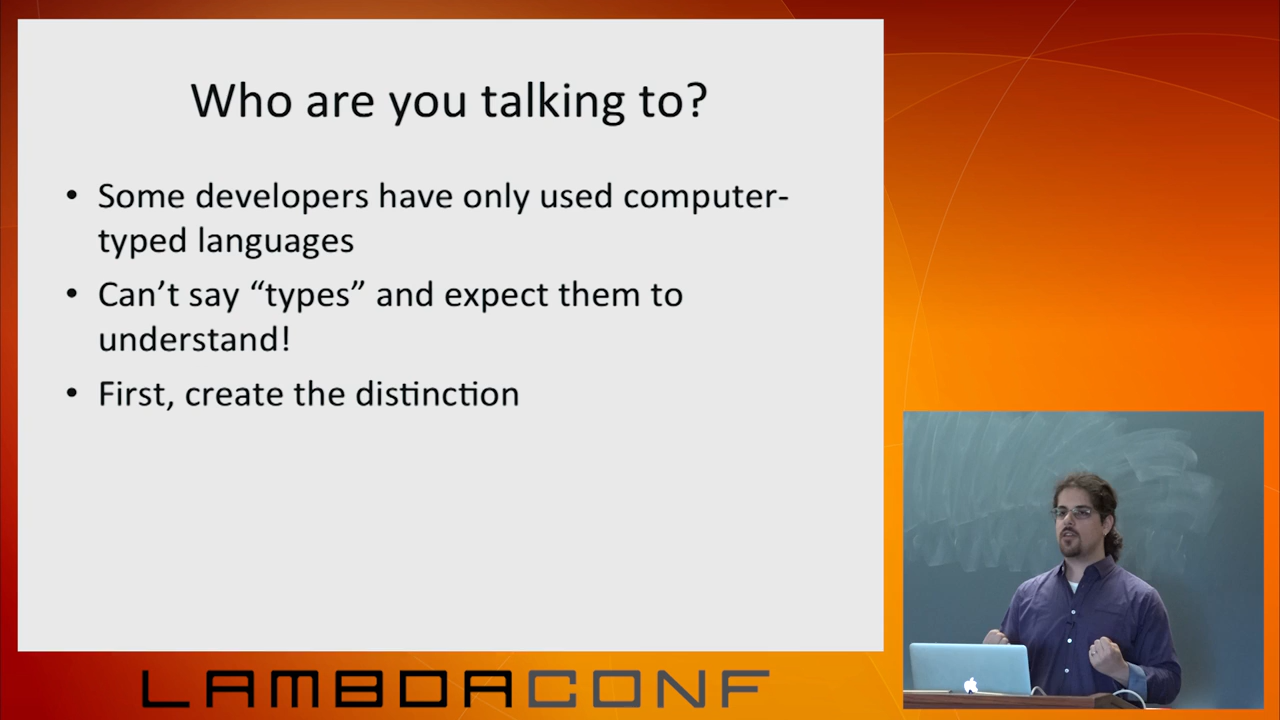 Who are you talking to?
• Some developers have only used computer-
typed languages
• Can’t say “types” and expect them to
understand!
• First, create the distinction
LAMBDACONF